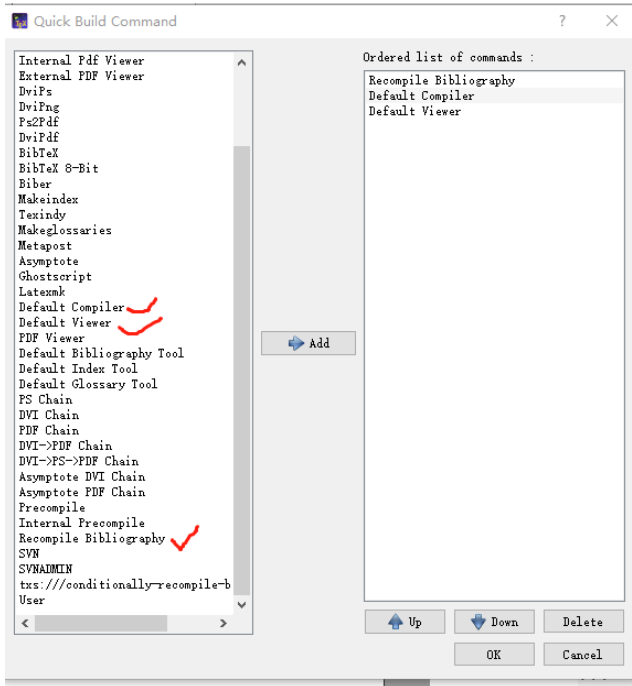 Quick Build Command
Internal Pdf Viewer
External PDF Viewer
DviPs
DviPng
Ps2Pdf
DviPdf
BibTeX
BibTeX 8-Bit
Biber
Makeindex
Texindy
Makeglossaries
Metapost
Asymptote
Ghostscript
Latexmk
Default Compiler
Default Viewer
PDF Viewer
Default Bibliography Tool
Default Index Tool
Default Glossary Tool
PS Chain
DVI Chain
PDF Chain
DVI->PDF Chain
DVI->PS->PDF Chain
Asymptote DVI Chain
Asymptote PDF Chain
Precompile
Internal Precompile
Recompile Bibliography
SVN
SVNADMIN
txs:///conditionally-recompile-b
User
Add
Ordered list of commands :
Recompile Bibliography
Default Compiler
Default Viewer
Up
Down
Delete
OK
Cancel